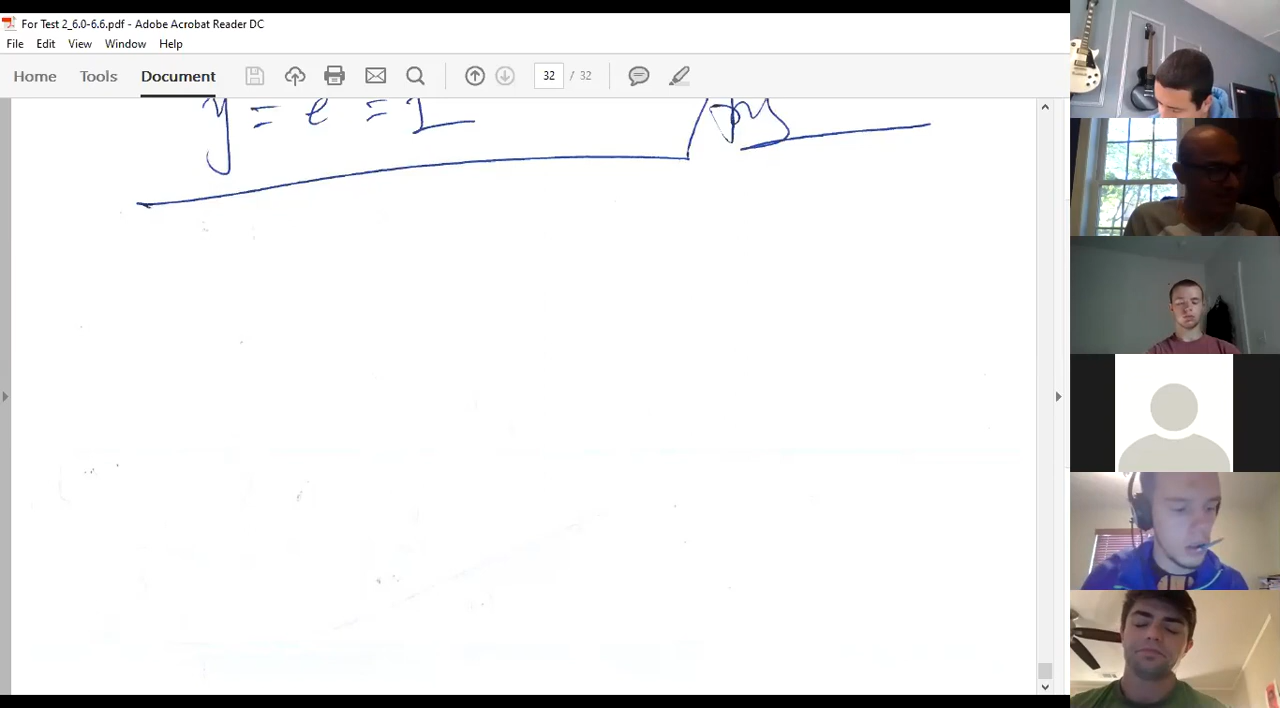 For Test 2_6.0-6.6.pdf - Adobe Acrobat Reader DC
File Edit View Window Help
Home Tools Document 32 / 32
y = e = 1